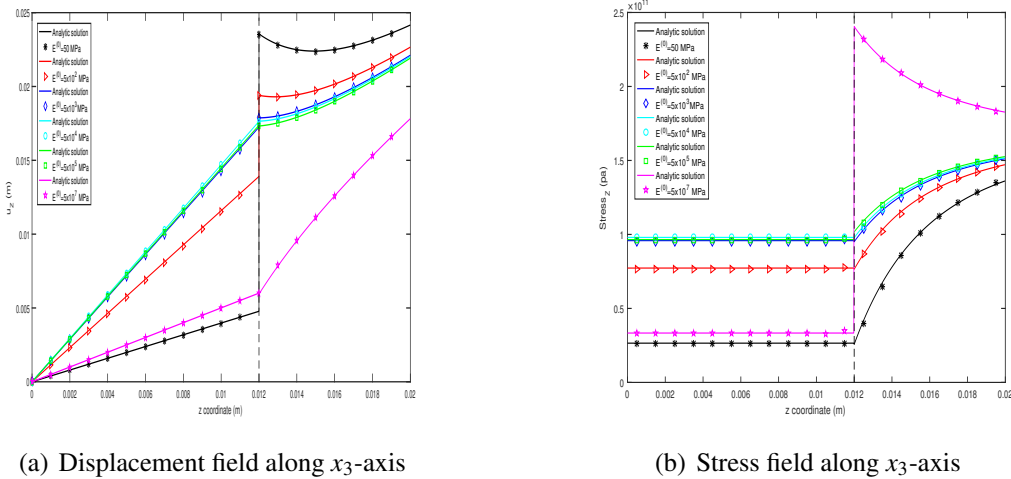 0.025
0.02
0.015
0.01
0.005
0
u_z (m)
Analytic solution
E^(0)=50 MPa
Analytic solution
E^(0)=5x10^2 MPa
Analytic solution
E^(0)=5x10^3MPa
Analytic solution
E^(0)=5x10^4 MPa
Analytic solution
E^(0)=5x10^5 MPa
Analytic solution
E^(0)=5x10^7 MPa
0 0.002 0.004 0.006 0.008 0.01 0.012 0.014 0.016 0.018 0.02
z coordinate (m)
×10^11
2.5
2
1.5
1
0.5
0
Stress_z (pa)
Analytic solution
E^(0)=50 MPa
Analytic solution
E^(0)=5x10^2 MPa
Analytic solution
E^(0)=5x10^3MPa
Analytic solution
E^(0)=5x10^4 MPa
Analytic solution
E^(0)=5x10^5 MPa
Analytic solution
E^(0)=5x10^7 MPa
0 0.002 0.004 0.006 0.008 0.01 0.012 0.014 0.016 0.018 0.02
z coordinate (m)
(a) Displacement field along x_3-axis
(b) Stress field along x_3-axis